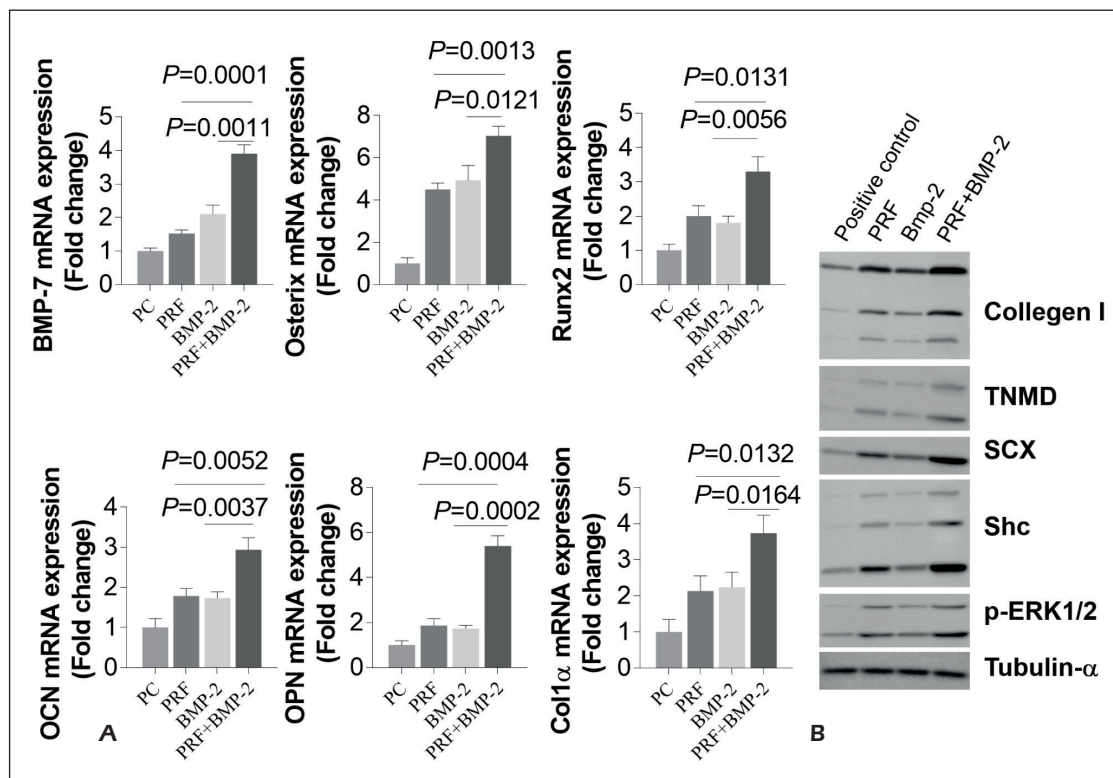 BMP-7 mRNA expression
(Fold change)
P=0.0001
P=0.0011
5
4
3
2
1
0
PC
PRF
BMP-2
PRF+BMP-2
Osterix mRNA expression
(Fold change)
P=0.0013
P=0.0121
8
6
4
2
0
PC
PRF
BMP-2
PRF+BMP-2
Runx2 mRNA expression
(Fold change)
P=0.0131
P=0.0056
5
4
3
2
1
0
PC
PRF
BMP-2
PRF+BMP-2
OCN mRNA expression
(Fold change)
P=0.0052
P=0.0037
4
3
2
1
0
PC
PRF
BMP-2
PRF+BMP-2
OPN mRNA expression
(Fold change)
P=0.0004
P=0.0002
8
6
4
2
0
PC
PRF
BMP-2
PRF+BMP-2
Col1α mRNA expression
(Fold change)
P=0.0132
P=0.0164
5
4
3
2
1
0
PC
PRF
BMP-2
PRF+BMP-2
A
Positive control
PRF
Bmp-2
PRF+BMP-2
Collagen I
TNMD
SCX
Shc
p-ERK1/2
Tubulin-α
B